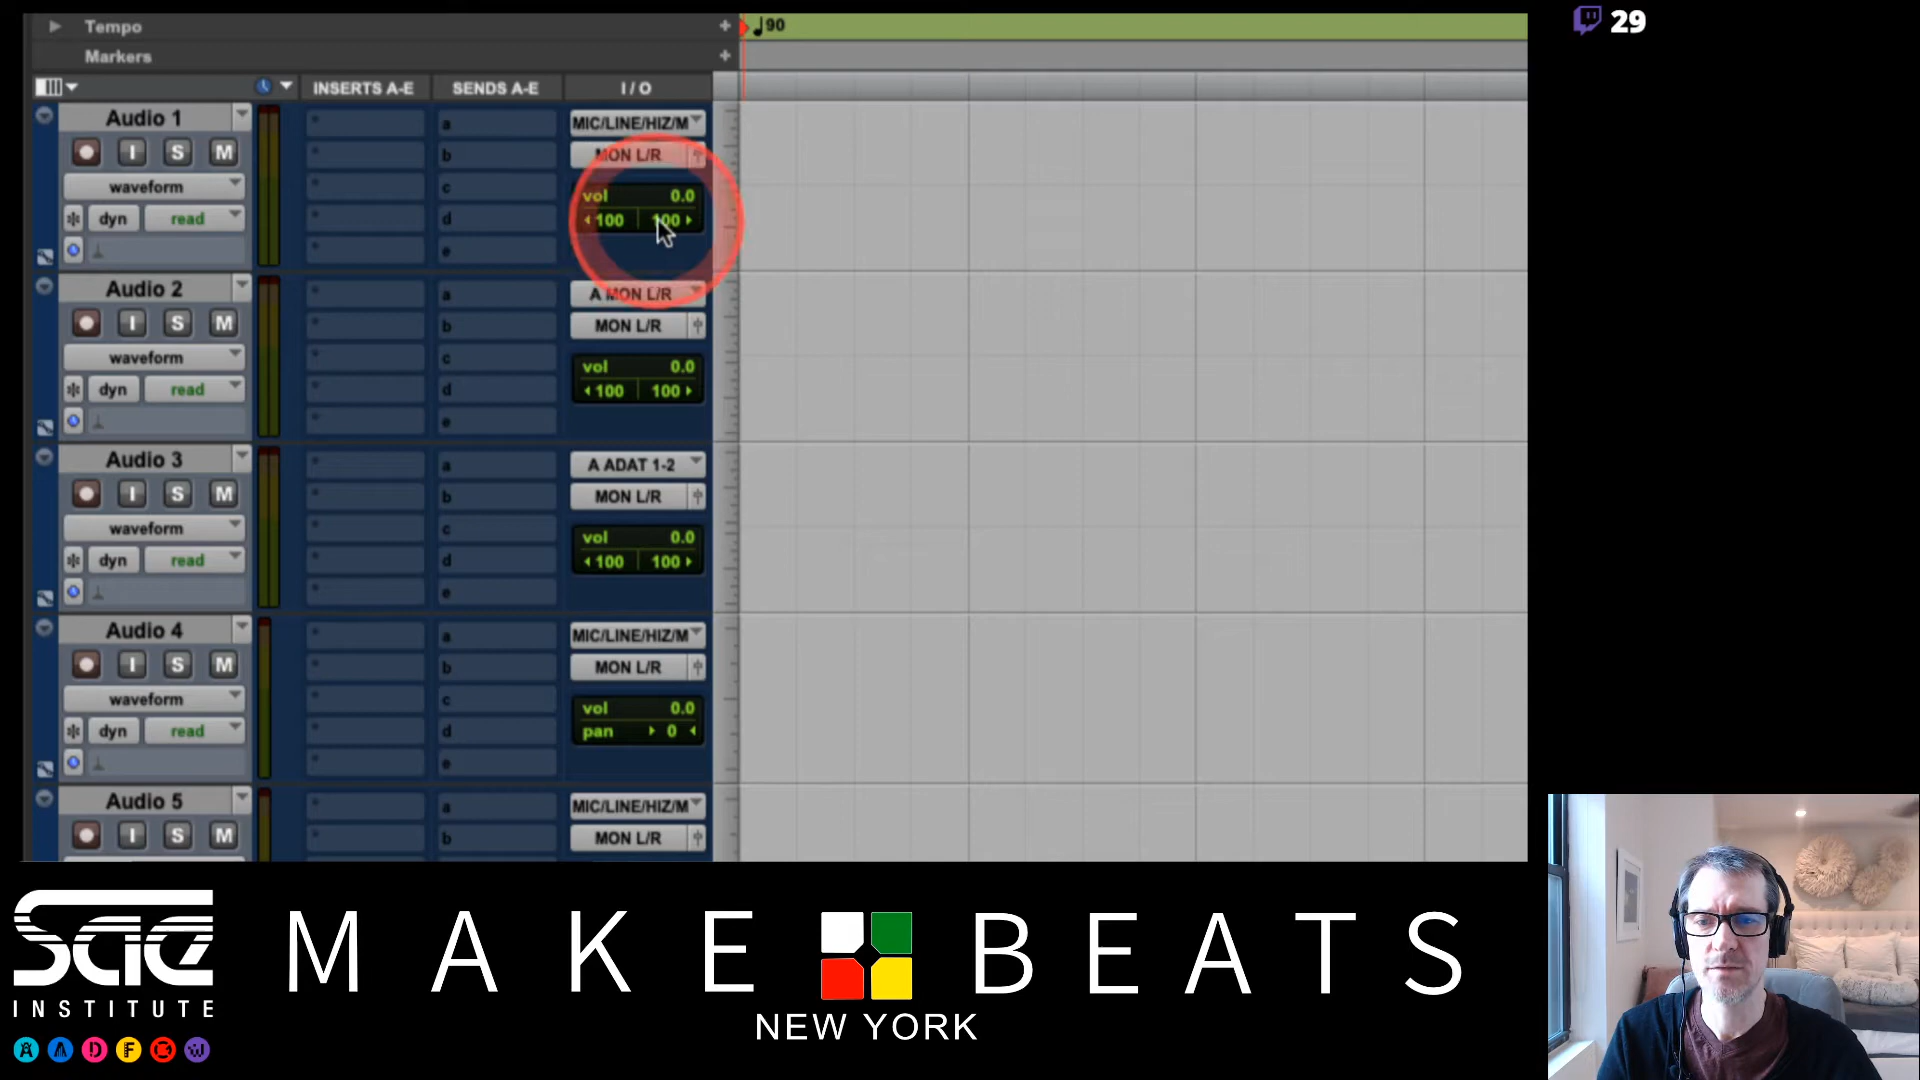 Tempo
90
29
Markers
INSERTS A-E SENDS A-E I / O
Audio 1 a MIC/LINE/HIZ/M
I S M b MON L/R
waveform c vol 0.0
dyn read d 100 100
e
Audio 2 a A MON L/R
I S M b MON L/R
waveform c vol 0.0
dyn read d 100 100
e
Audio 3 a A ADAT 1-2
I S M b MON L/R
waveform c vol 0.0
dyn read d 100 100
e
Audio 4 a MIC/LINE/HIZ/M
I S M b MON L/R
waveform c vol 0.0
dyn read d pan 0
e
Audio 5 a MIC/LINE/HIZ/M
I S M b MON L/R
sae
INSTITUTE
MAKE BEATS
NEW YORK